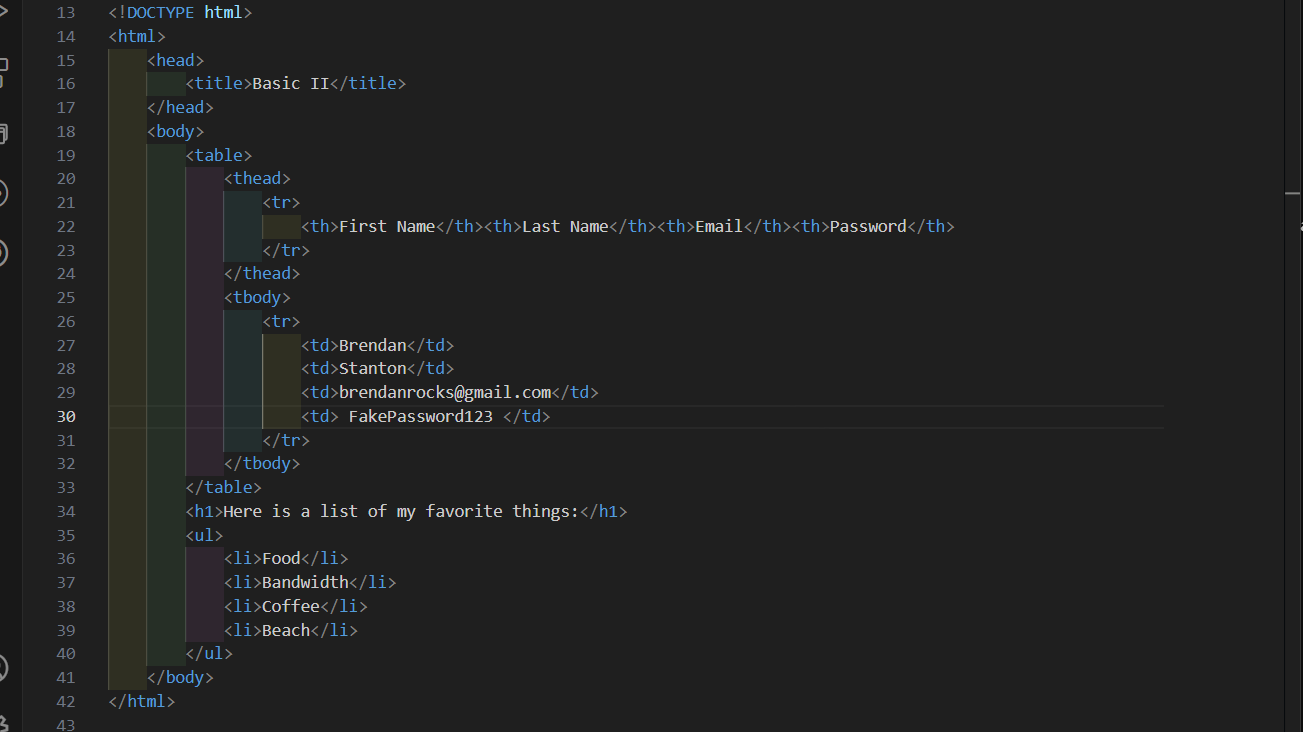 13 <!DOCTYPE html>
14 <html>
15 <head>
16 <title>Basic II</title>
17 </head>
18 <body>
19 <table>
20 <thead>
21 <tr>
22 <th>First Name</th><th>Last Name</th><th>Email</th><th>Password</th>
23 </tr>
24 </thead>
25 <tbody>
26 <tr>
27 <td>Brendan</td>
28 <td>Stanton</td>
29 <td>brendanrocks@gmail.com</td>
30 <td> FakePassword123 </td>
31 </tr>
32 </tbody>
33 </table>
34 <h1>Here is a list of my favorite things:</h1>
35 <ul>
36 <li>Food</li>
37 <li>Bandwidth</li>
38 <li>Coffee</li>
39 <li>Beach</li>
40 </ul>
41 </body>
42 </html>
43